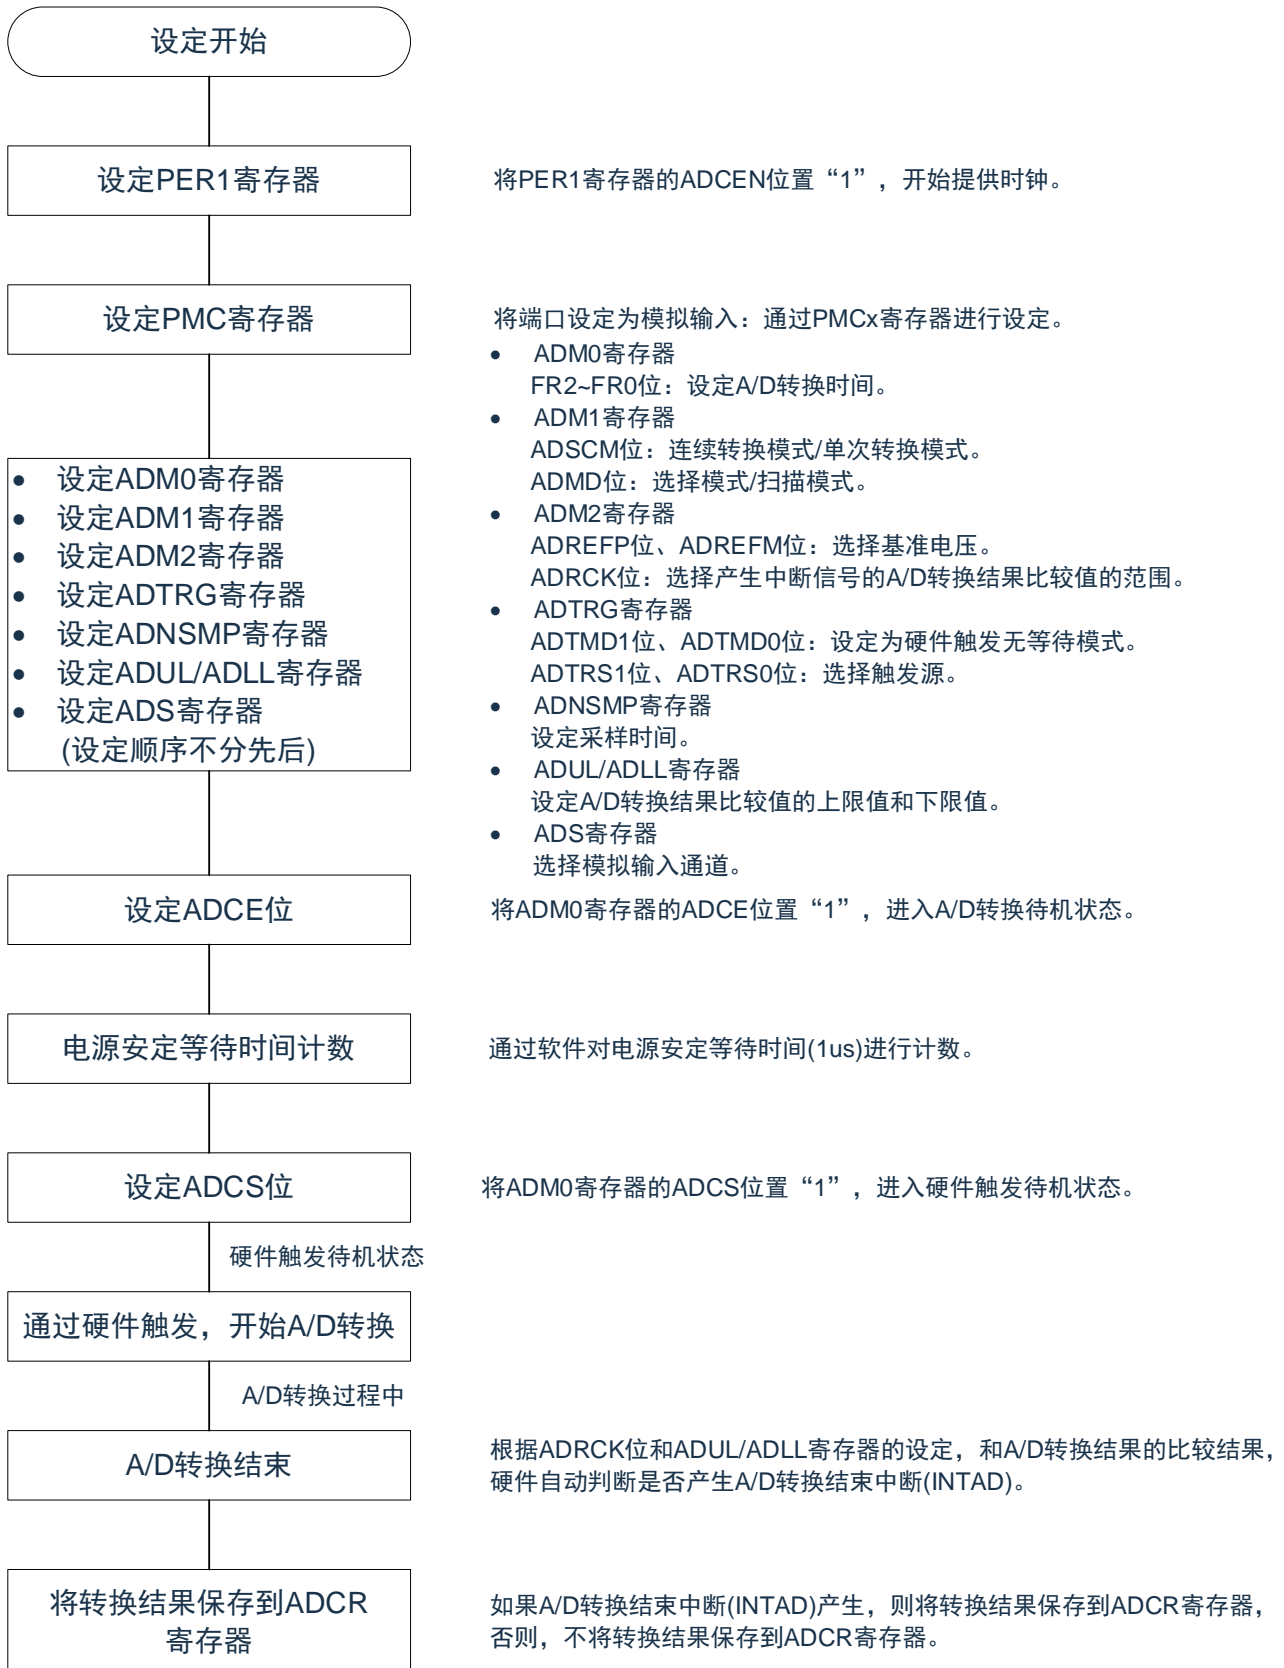 设定开始
设定PER1寄存器
将PER1寄存器的ADCEN位置“1”，开始提供时钟。
设定PMC寄存器
将端口设定为模拟输入：通过PMCx寄存器进行设定。
• ADM0寄存器
FR2~FR0位：设定A/D转换时间。
• ADM1寄存器
ADSCM位：连续转换模式/单次转换模式。
ADMD位：选择模式/扫描模式。
• ADM2寄存器
ADREFP位、ADREFM位：选择基准电压。
ADRCK位：选择产生中断信号的A/D转换结果比较值的范围。
• ADTRG寄存器
ADTMD1位、ADTMD0位：设定为硬件触发无等待模式。
ADTRS1位、ADTRS0位：选择触发源。
• ADNSMP寄存器
设定采样时间。
• ADUL/ADLL寄存器
设定A/D转换结果比较值的上限值和下限值。
• ADS寄存器
选择模拟输入通道。
• 设定ADM0寄存器
• 设定ADM1寄存器
• 设定ADM2寄存器
• 设定ADTRG寄存器
• 设定ADNSMP寄存器
• 设定ADUL/ADLL寄存器
• 设定ADS寄存器
(设定顺序不分先后)
设定ADCE位
将ADM0寄存器的ADCE位置“1”，进入A/D转换待机状态。
电源安定等待时间计数
通过软件对电源安定等待时间(1us)进行计数。
设定ADCS位
将ADM0寄存器的ADCS位置“1”，进入硬件触发待机状态。
硬件触发待机状态
通过硬件触发，开始A/D转换
A/D转换过程中
A/D转换结束
根据ADRCK位和ADUL/ADLL寄存器的设定，和A/D转换结果的比较结果，
硬件自动判断是否产生A/D转换结束中断(INTAD)。
将转换结果保存到ADCR
寄存器
如果A/D转换结束中断(INTAD)产生，则将转换结果保存到ADCR寄存器，
否则，不将转换结果保存到ADCR寄存器。